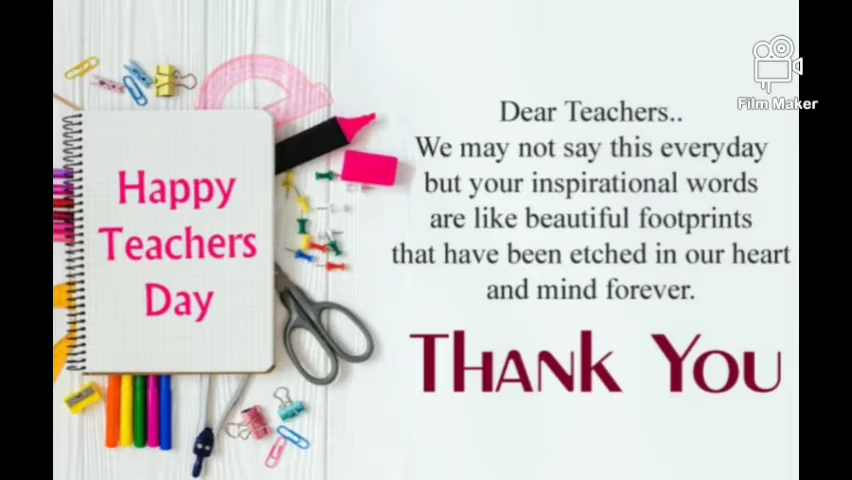 Film Maker
Happy
Teachers
Day
Dear Teachers..
We may not say this everyday
but your inspirational words
are like beautiful footprints
that have been etched in our heart
and mind forever.
THANK YOU